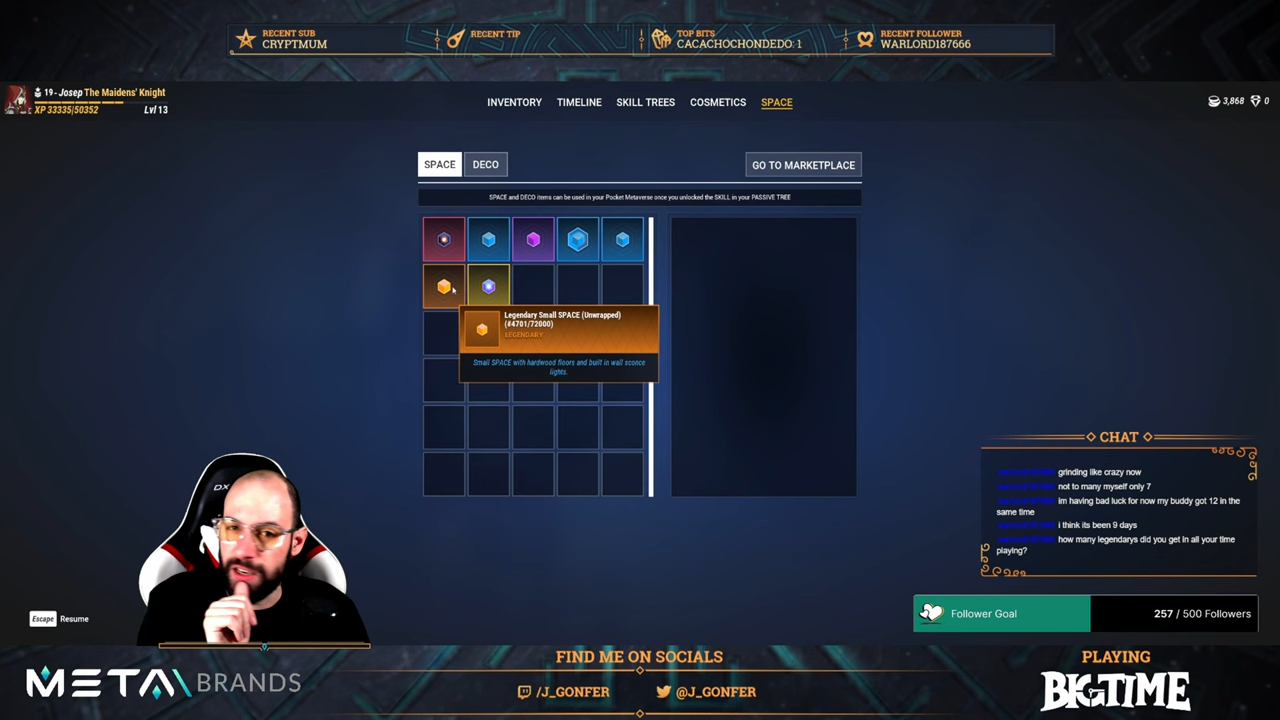 RECENT SUB
CRYPTMUM
RECENT TIP
TOP BITS
CACACHOCHONDEDO: 1
RECENT FOLLOWER
WARLORD187666
19 - Josep The Maidens' Knight
XP 33335|50352
Lvl 13
INVENTORY
TIMELINE
SKILL TREES
COSMETICS
SPACE
3,868
0
SPACE
DECO
GO TO MARKETPLACE
SPACE and DECO items can be used in your Pocket Metaverse once you unlocked the SKILL in your PASSIVE TREE
Legendary Small SPACE (Unwrapped)
(#4701/72000)
LEGENDARY
Small SPACE with hardwood floors and built in wall sconce
lights.
CHAT
grinding like crazy now
not to many myself only 7
im having bad luck for now my buddy got 12 in the
same time
i think its been 9 days
how many legendarys did you get in all your time
playing?
Follower Goal
257 / 500 Followers
DX
Escape
Resume
METABRANDS
FIND ME ON SOCIALS
/J_GONFER
@J_GONFER
PLAYING
BIGTIME